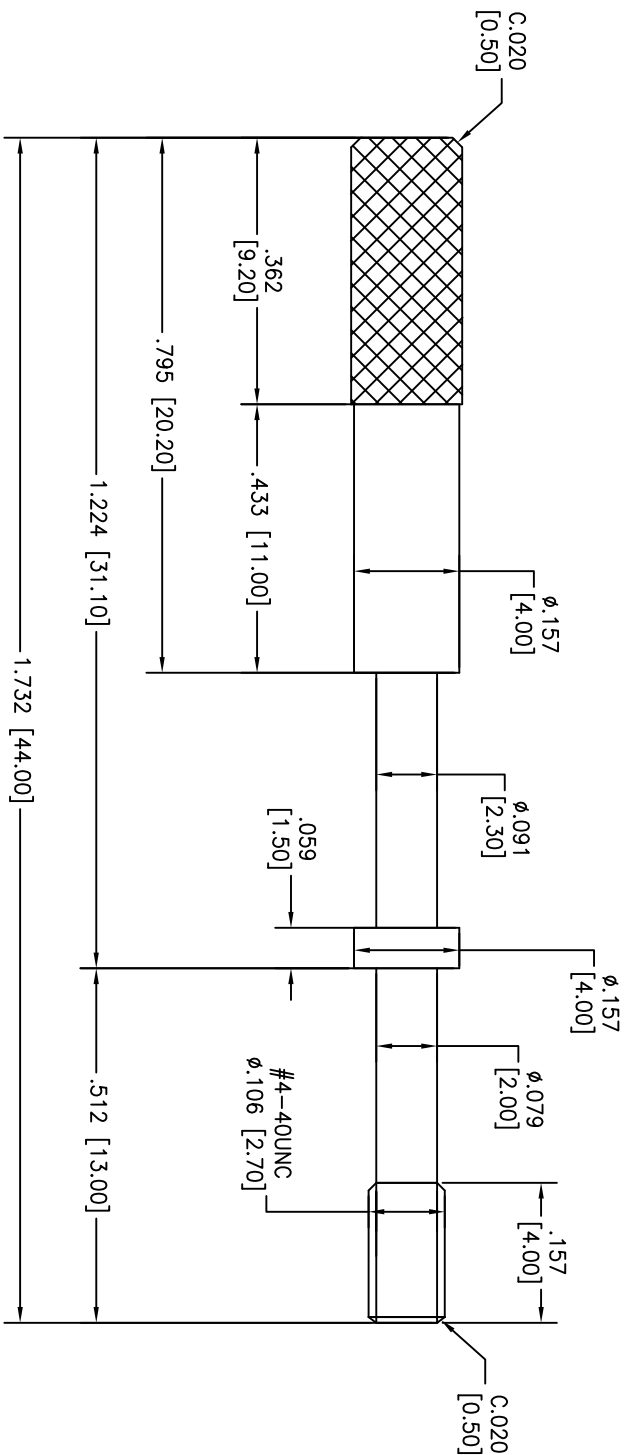 C.020
[0.50]
.362
[9.20]
.795 [20.20]
1.224 [31.10]
1.732 [44.00]
.433 [11.00]
ø.157
[4.00]
ø.091
[2.30]
.059
[1.50]
ø.157
[4.00]
ø.079
[2.00]
#4-40UNC
ø.106 [2.70]
.512 [13.00]
.157
[4.00]
C.020
[0.50]